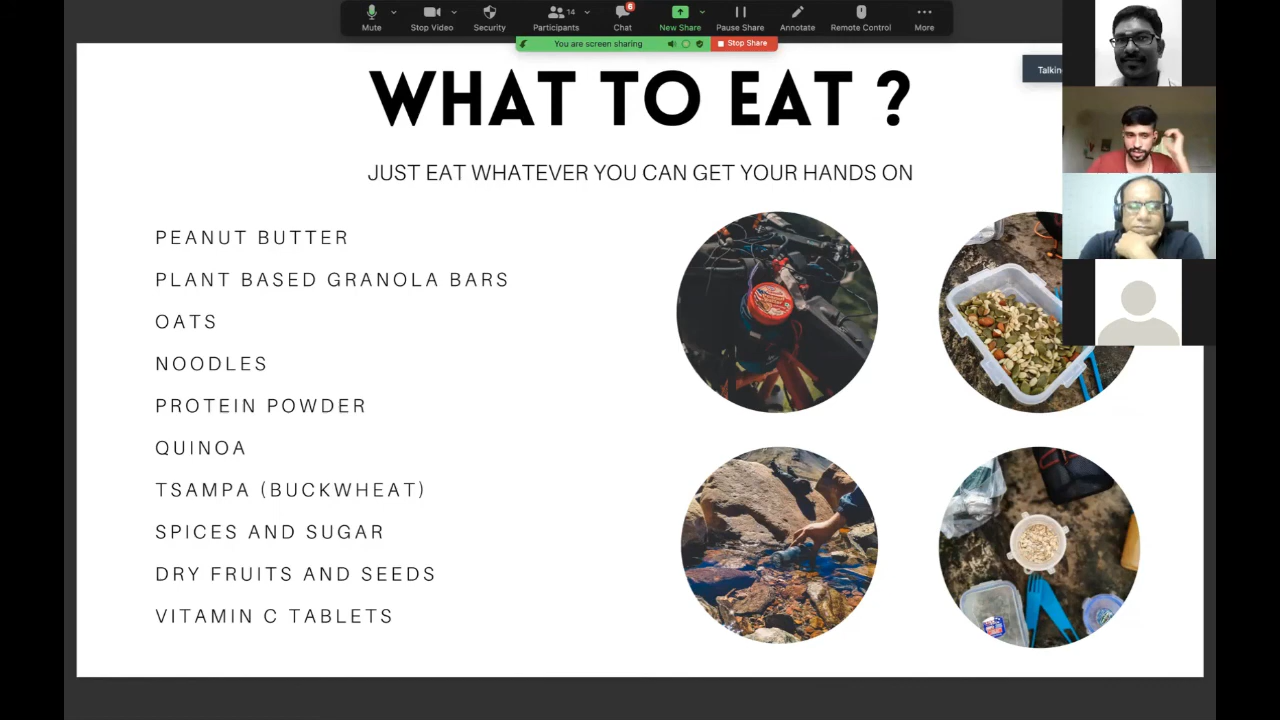 6
14
Mute
Stop Video
Security
Participants
Chat
New Share
Pause Share
Annotate
Remote Control
More
You are screen sharing
Stop Share
WHAT TO EAT ?
JUST EAT WHATEVER YOU CAN GET YOUR HANDS ON
PEANUT BUTTER
PLANT BASED GRANOLA BARS
OATS
NOODLES
PROTEIN POWDER
QUINOA
TSAMPA (BUCKWHEAT)
SPICES AND SUGAR
DRY FRUITS AND SEEDS
VITAMIN C TABLETS